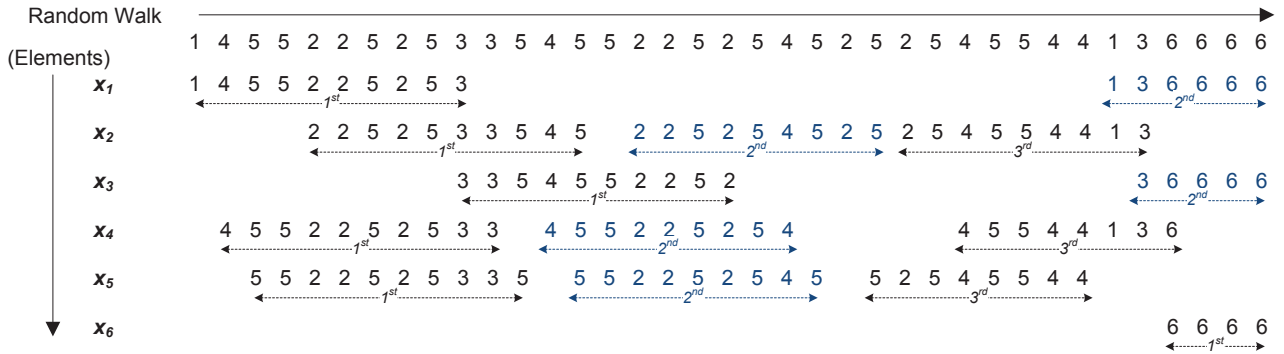 Random Walk
1 4 5 5 2 2 5 2 5 3 3 5 4 5 5 2 2 5 2 5 4 5 2 5 2 5 4 5 5 4 4 1 3 6 6 6 6
(Elements)
x₁ 1 4 5 5 2 2 5 2 5 3 1 3 6 6 6 6
1st 2nd
x₂ 2 2 5 2 5 3 3 5 4 5 2 2 5 2 5 4 5 2 5 2 5 4 5 5 4 4 1 3
1st 2nd 3rd
x₃ 3 3 5 4 5 5 2 2 5 2 3 6 6 6 6
1st 2nd
x₄ 4 5 5 2 2 5 2 5 3 3 4 5 5 2 2 5 2 5 4 4 5 5 4 4 1 3 6
1st 2nd 3rd
x₅ 5 5 2 2 5 2 5 3 3 5 5 5 2 2 5 2 5 4 5 5 2 5 4 5 5 4 4
1st 2nd 3rd
x₆ 6 6 6 6
1st